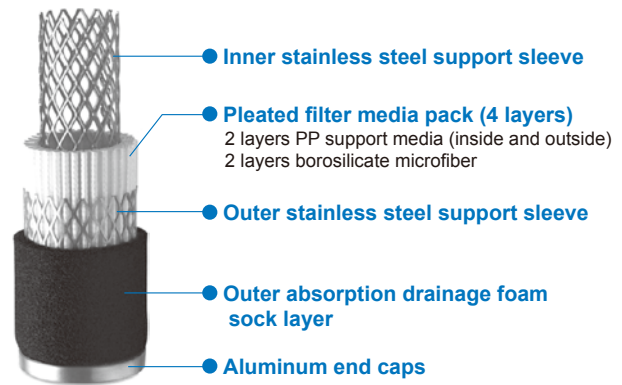 Inner stainless steel support sleeve
Pleated filter media pack (4 layers)
2 layers PP support media (inside and outside)
2 layers borosilicate microfiber
Outer stainless steel support sleeve
Outer absorption drainage foam
sock layer
Aluminum end caps